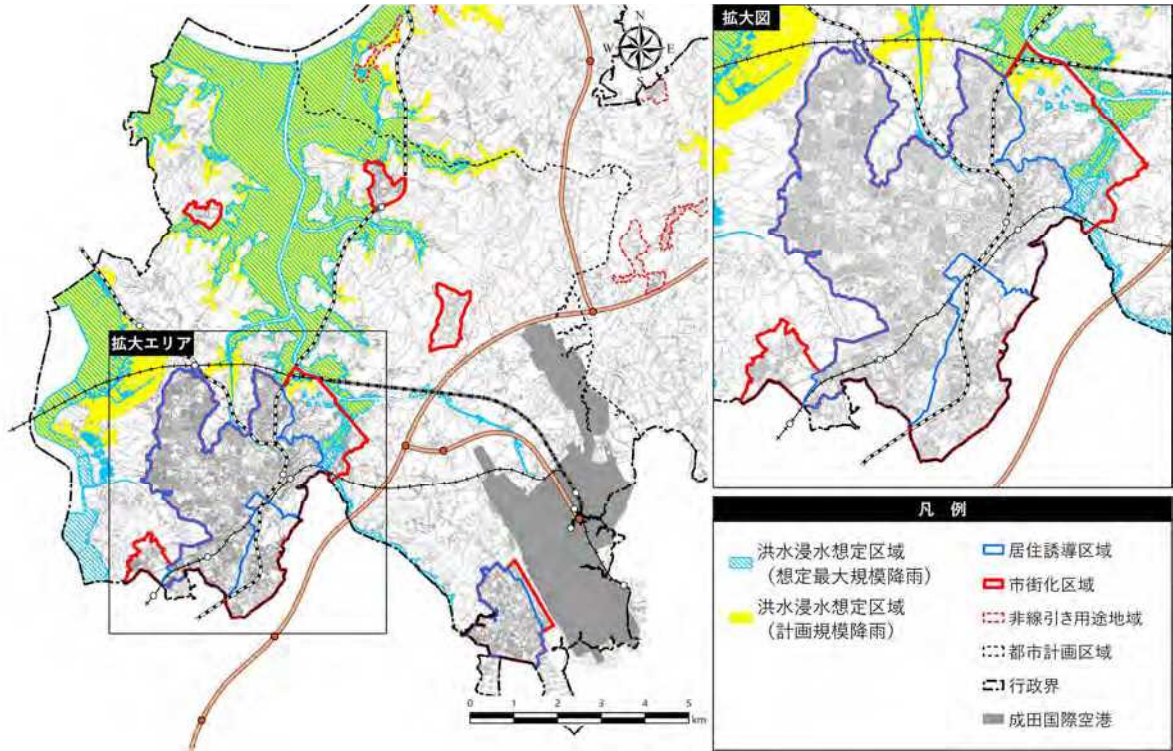 N
W
E
S
拡大エリア
0
1
2
3
4
5
km
拡大図
凡 例
洪水浸水想定区域
（想定最大規模降雨）
洪水浸水想定区域
（計画規模降雨）
居住誘導区域
市街化区域
非線引き用途地域
都市計画区域
行政界
成田国際空港